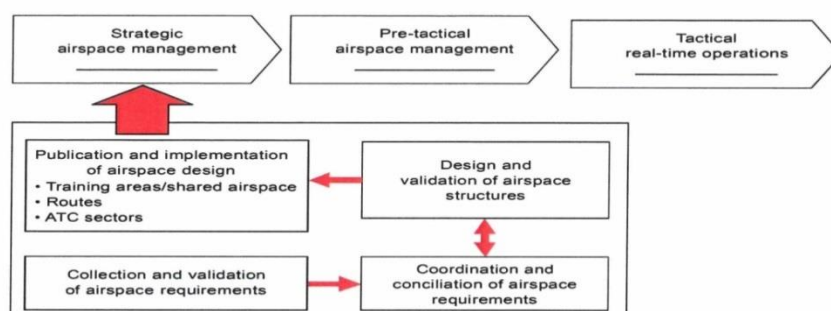 Strategic
airspace management
Pre-tactical
airspace management
Tactical
real-time operations
Publication and implementation
of airspace design
• Training areas/shared airspace
• Routes
• ATC sectors
Design and
validation of airspace
structures
Collection and validation
of airspace requirements
Coordination and
conciliation of airspace
requirements